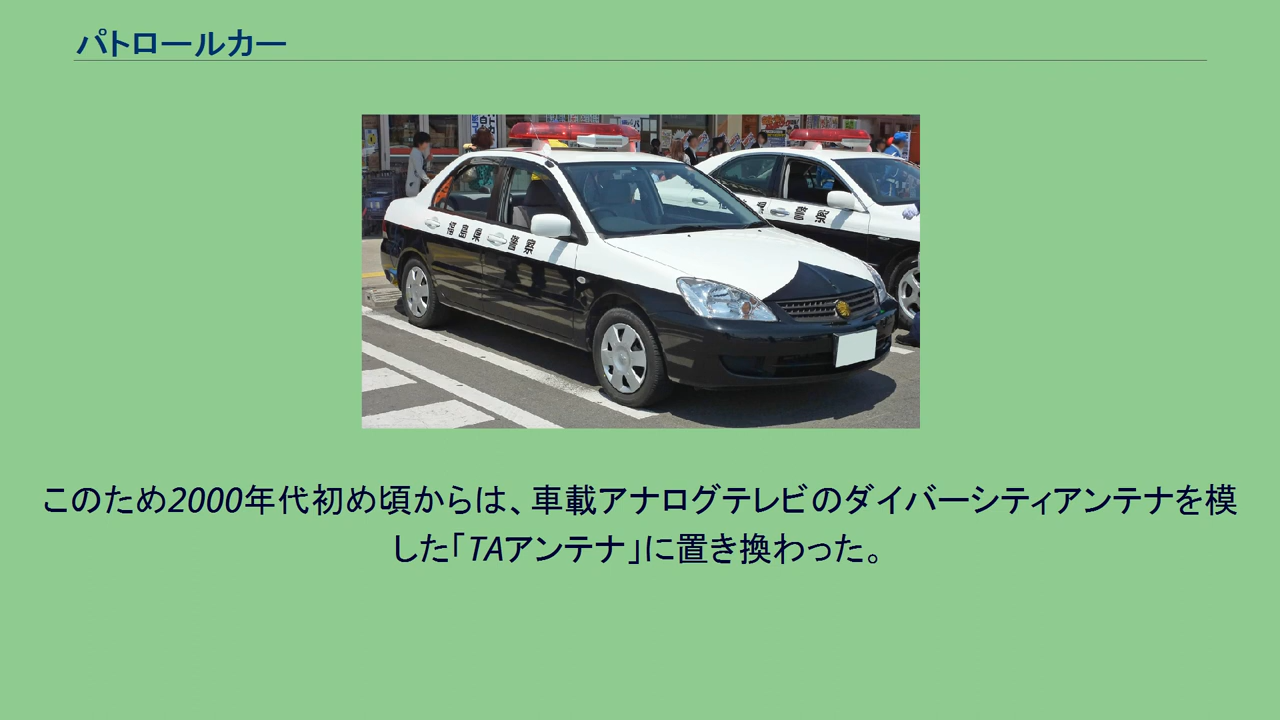 パトロールカー
このため2000年代初め頃からは、車載アナログテレビのダイバーシティアンテナを模
した「TAアンテナ」に置き換わった。